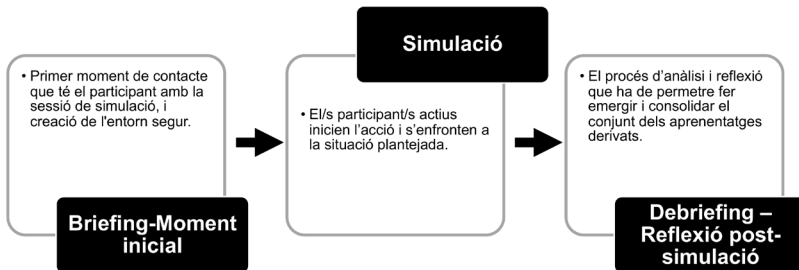 • Primer moment de contacte
que té el participant amb la
sessió de simulació, i
creació de l'entorn segur.
Briefing-Moment
inicial
Simulació
• El/s participant/s actius
inicien l’acció i s’enfronten a
la situació plantejada.
• El procés d’anàlisi i reflexió
que ha de permetre fer
emergir i consolidar el
conjunt dels aprenentatges
derivats.
Debriefing –
Reflexió post-
simulació